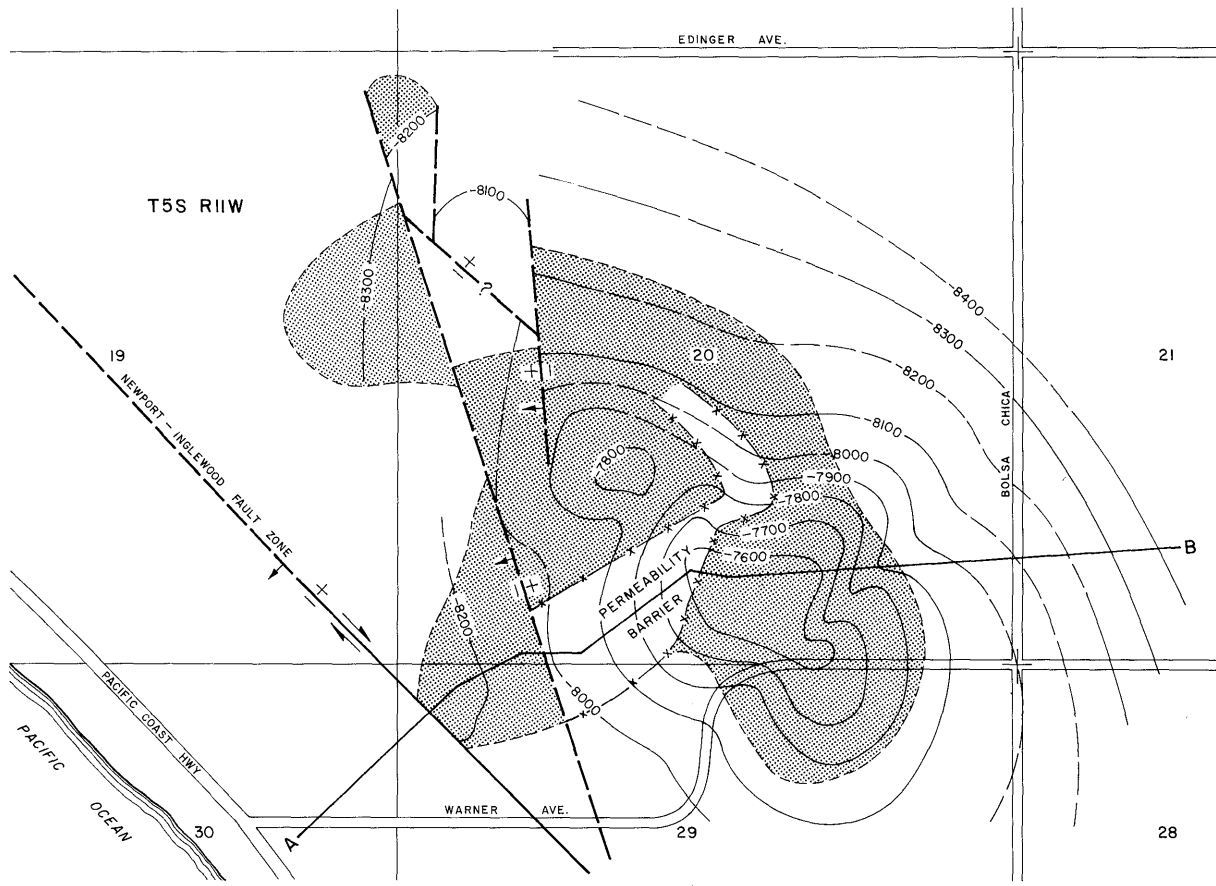 EDINGER AVE.
-8200
T5S R11W
-8100
-8300
?
-8400
-8300
19
20
21
-8200
NEWPORT - INGLEWOOD FAULT ZONE
BOLSA CHICA
-8100
-8000
-7800
-7900
-7800
-7700
-7600
B
PERMEABILITY
BARRIER
-8200
-8000
PACIFIC COAST HWY
PACIFIC
OCEAN
WARNER AVE.
A
30
29
28